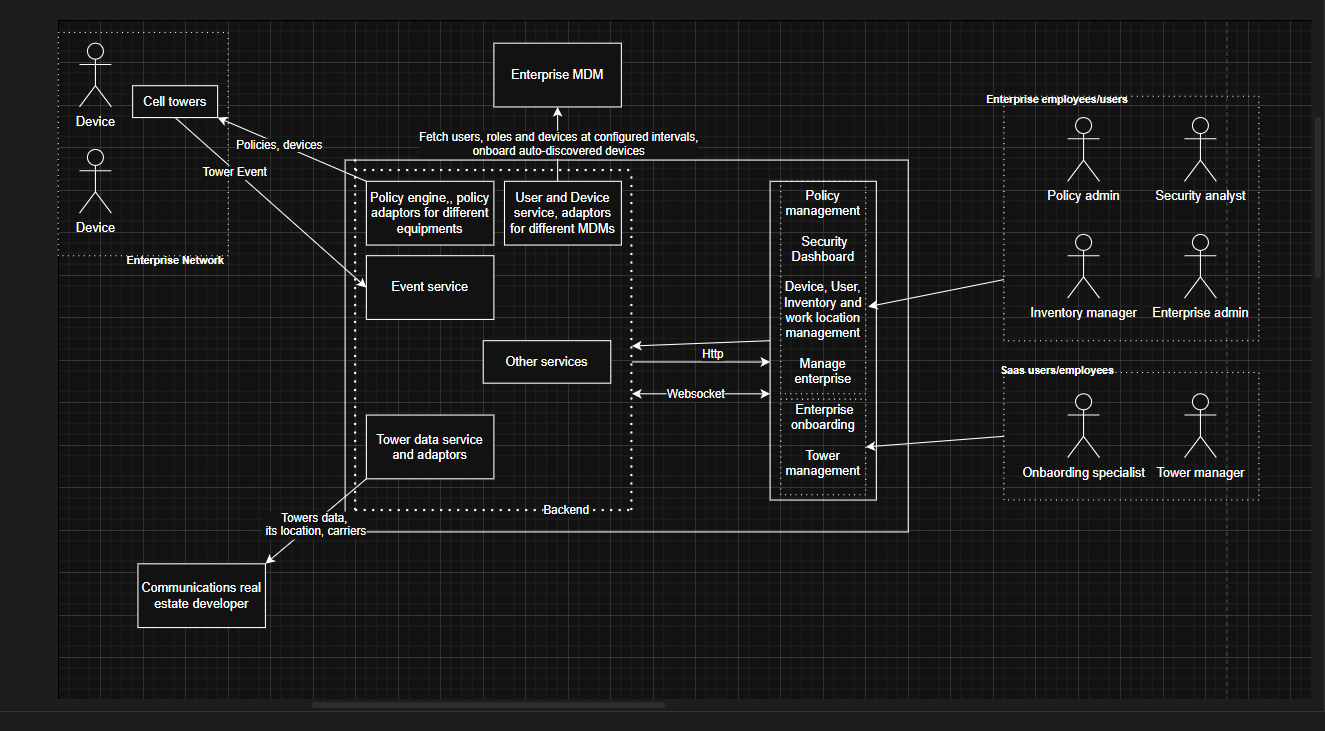 Device
Cell towers
Device
Enterprise Network
Policies, devices
Tower Event
Enterprise MDM
Fetch users, roles and devices at configured intervals,
onboard auto-discovered devices
Policy engine,, policy
adaptors for different
equipments
User and Device
service, adaptors
for different MDMs
Event service
Other services
Tower data service
and adaptors
Backend
Towers data,
its location, carriers
Communications real
estate developer
Http
Websocket
Policy
management
Security
Dashboard
Device, User,
Inventory and
work location
management
Manage
enterprise
Enterprise
onboarding
Tower
management
Enterprise employees/users
Policy admin
Security analyst
Inventory manager
Enterprise admin
Saas users/employees
Onbaording specialist
Tower manager